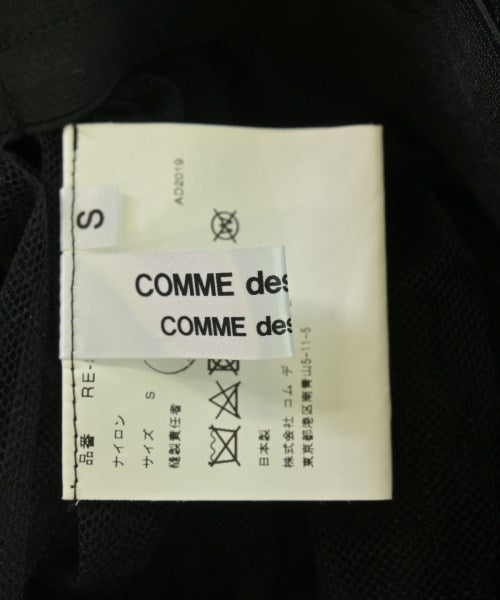 S
COMME des
COMME des
AD2019
品番 RE-
ナイロン
サイズ S
縫製責任者
日本製
株式会社 コム デ
東京都港区南青山5-11-5